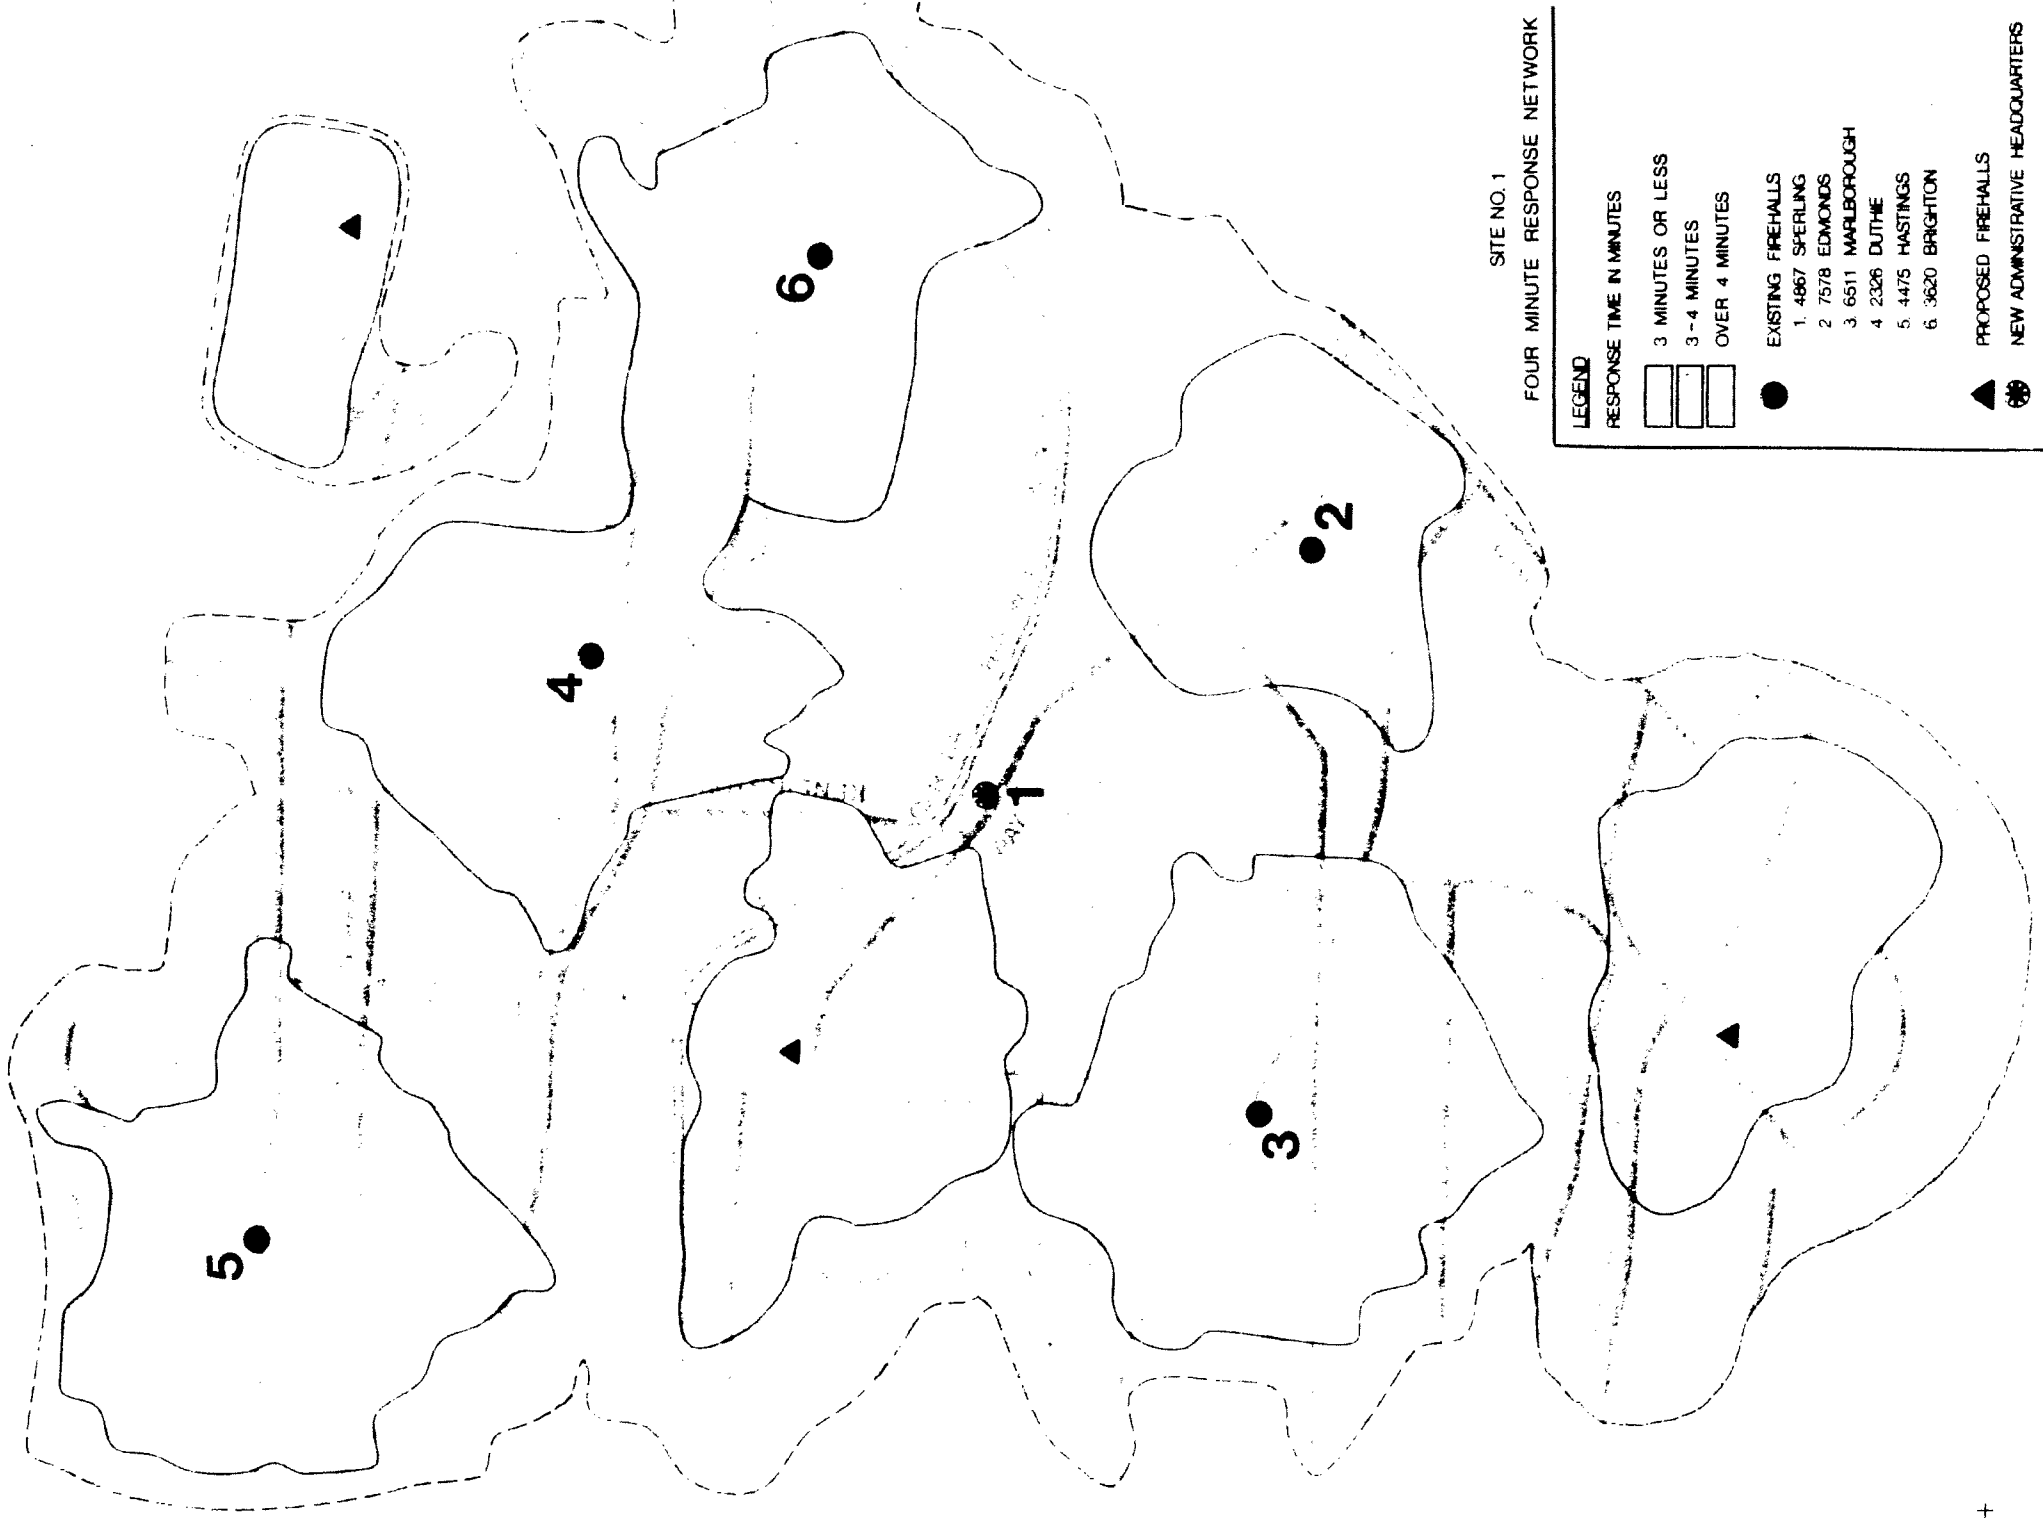 SITE NO. 1
FOUR MINUTE RESPONSE NETWORK
LEGEND
RESPONSE TIME IN MINUTES
3 MINUTES OR LESS
3-4 MINUTES
OVER 4 MINUTES
EXISTING FIREHALLS
1. 4867 SPERLING
2 7578 EDMONDS
3. 6511 MARLBOROUGH
4 2326 DUTHIE
5. 4475 HASTINGS
6. 3620 BRIGHTON
PROPOSED FIREHALLS
NEW ADMINISTRATIVE HEADQUARTERS
5
4
6
1
3
2